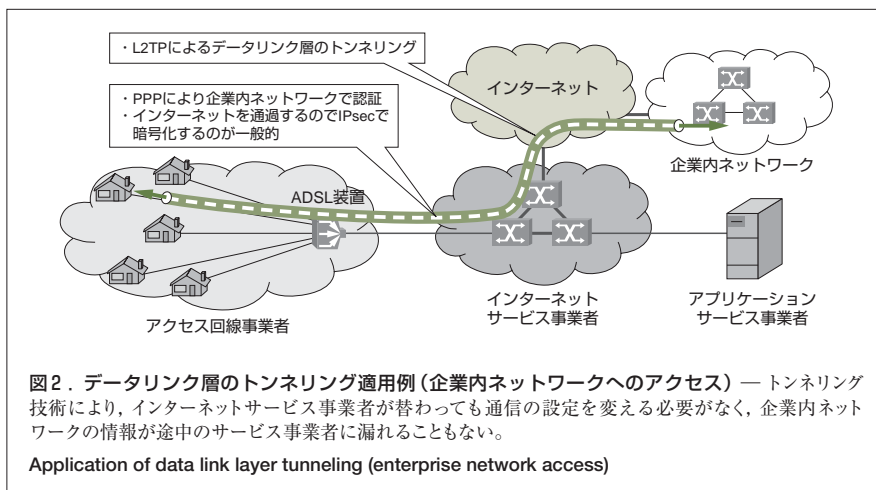 ・L2TPによるデータリンク層のトンネリング
・PPPにより企業内ネットワークで認証
・インターネットを通過するのでIPsecで
暗号化するのが一般的
インターネット
企業内ネットワーク
ADSL装置
アクセス回線事業者
インターネット
サービス事業者
アプリケーション
サービス事業者
図2. データリンク層のトンネリング適用例(企業内ネットワークへのアクセス) — トンネリング
技術により,インターネットサービス事業者が替わっても通信の設定を変える必要がなく,企業内ネット
ワークの情報が途中のサービス事業者に漏れることもない。
Application of data link layer tunneling (enterprise network access)